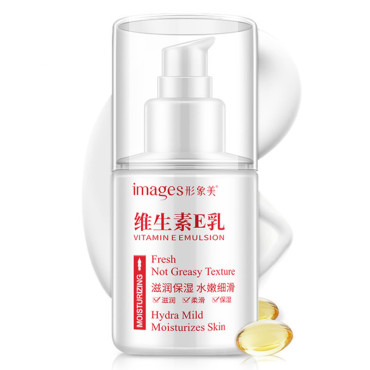 images形象美
维生素E乳
VITAMIN E EMULSION
MOISTURIZING
Fresh
Not Greasy Texture
滋润保湿 水嫩细滑
滋润 柔滑 保湿
Hydra Mild
Moisturizes Skin